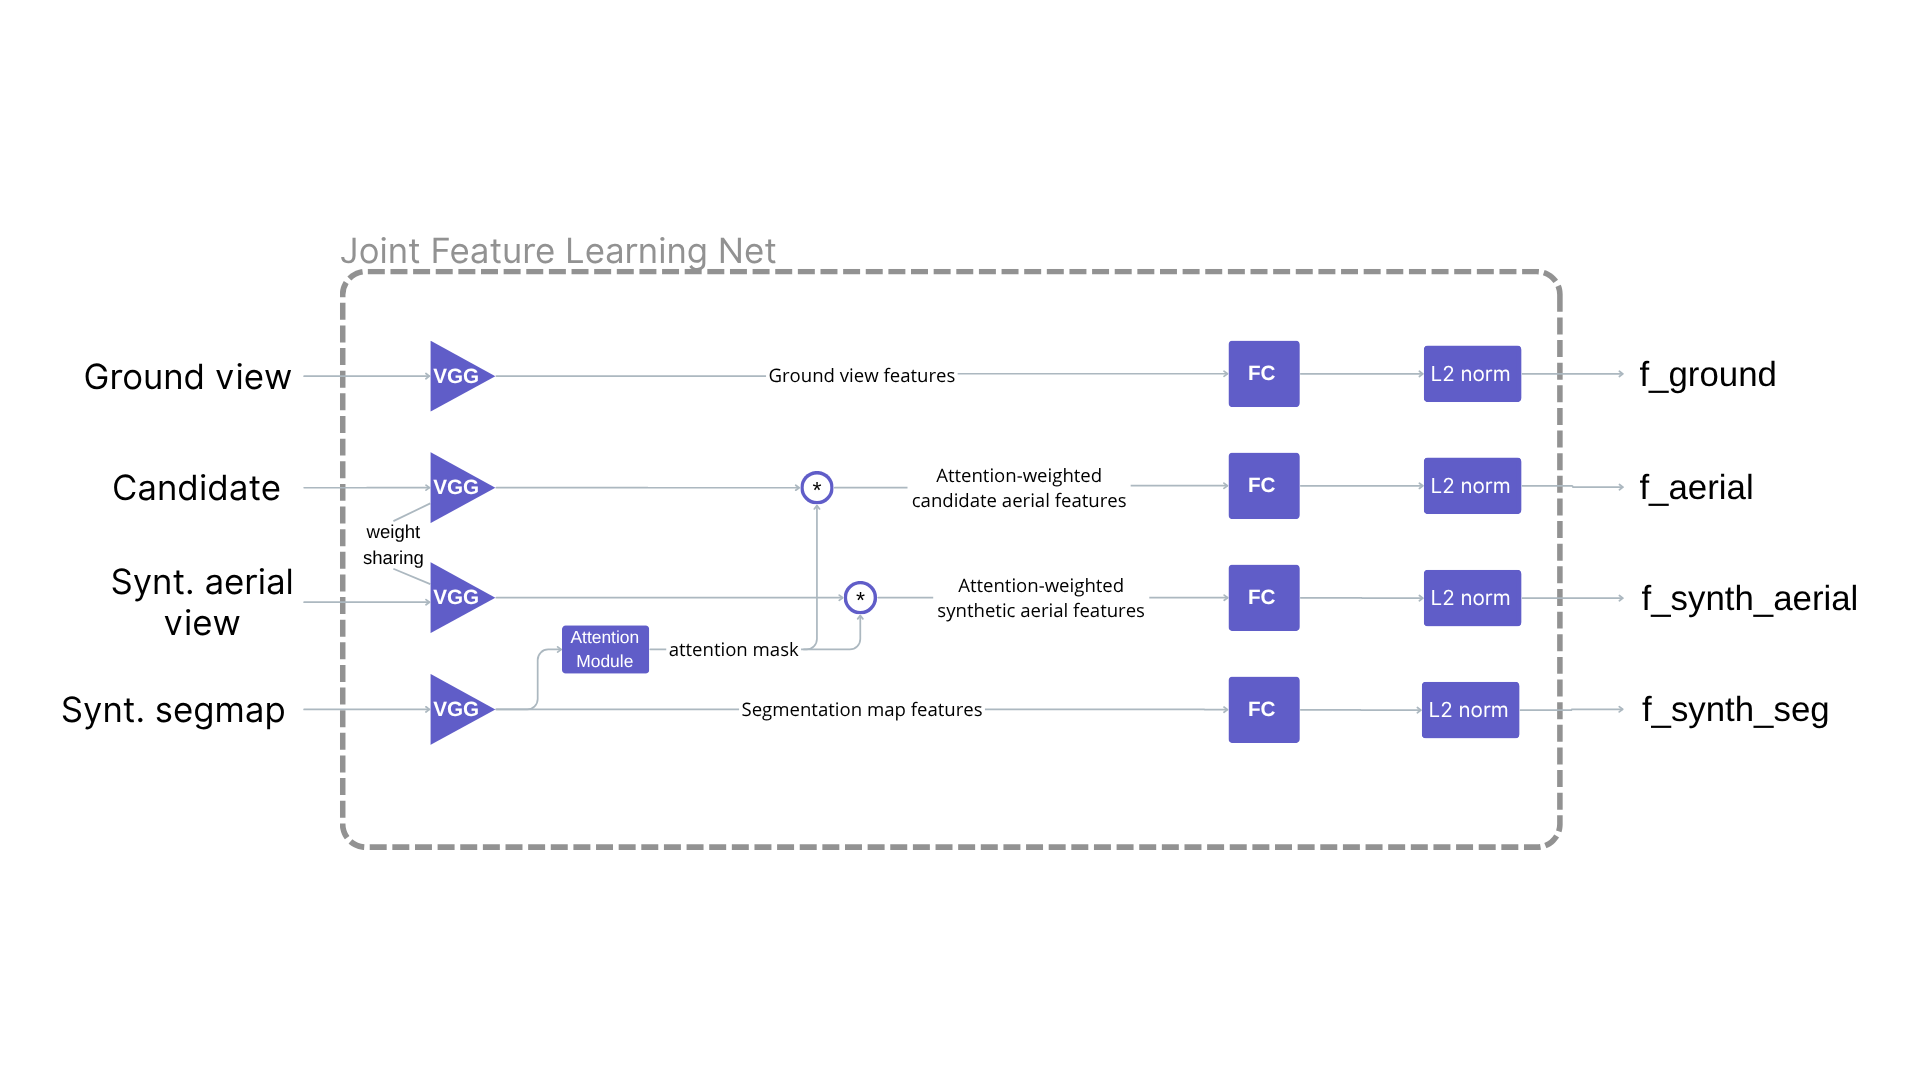 Joint Feature Learning Net
Ground view
VGG
Ground view features
FC
L2 norm
f_ground
Candidate
VGG
*
Attention-weighted
candidate aerial features
FC
L2 norm
f_aerial
weight
sharing
Synt. aerial
view
VGG
*
Attention-weighted
synthetic aerial features
FC
L2 norm
f_synth_aerial
Attention
Module
attention mask
Synt. segmap
VGG
Segmentation map features
FC
L2 norm
f_synth_seg